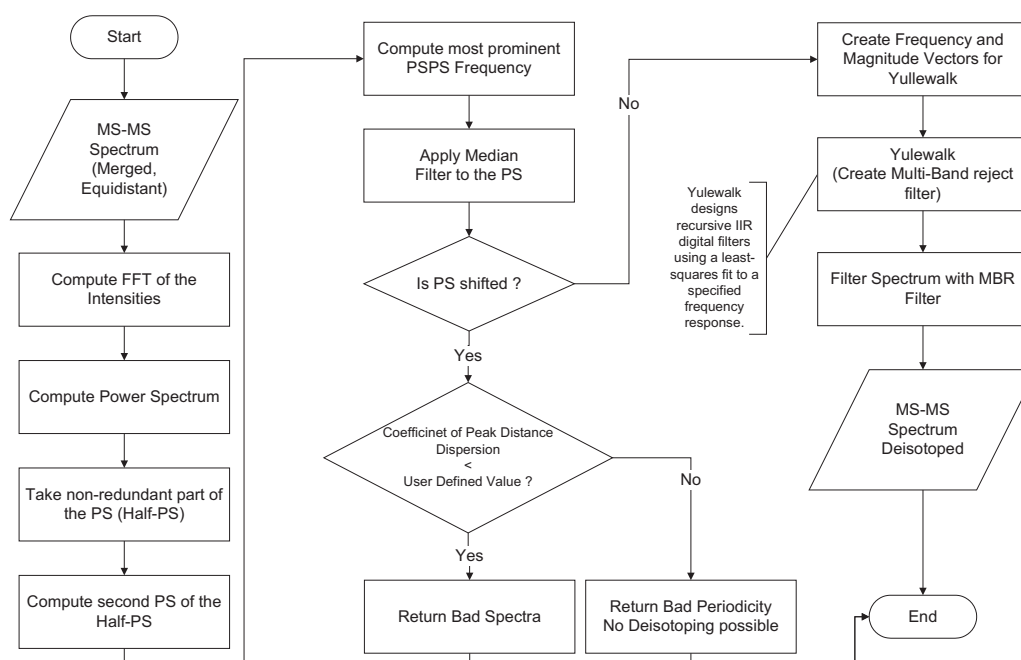 Start
MS-MS
Spectrum
(Merged,
Equidistant)
Compute FFT of the
Intensities
Compute Power Spectrum
Take non-redundant part of
the PS (Half-PS)
Compute second PS of the
Half-PS
Compute most prominent
PSPS Frequency
Apply Median
Filter to the PS
Is PS shifted ?
No
Yes
Coefficinet of Peak Distance
Dispersion
<
User Defined Value ?
No
Yes
Return Bad Spectra
Return Bad Periodicity
No Deisotoping possible
Create Frequency and
Magnitude Vectors for
Yullewalk
Yulewalk
(Create Multi-Band reject
filter)
Yulewalk
designs
recursive IIR
digital filters
using a least-
squares fit to a
specified
frequency
response.
Filter Spectrum with MBR
Filter
MS-MS
Spectrum
Deisotoped
End